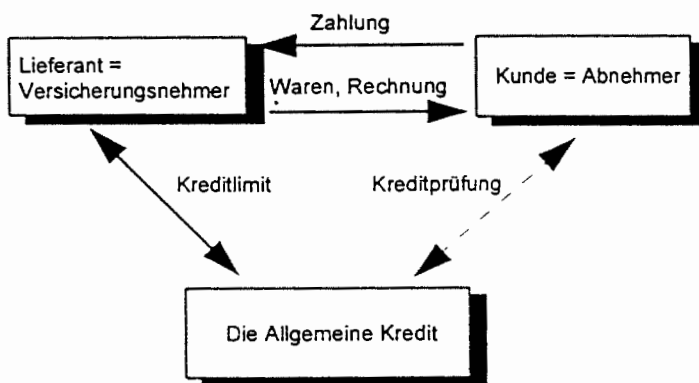 Zahlung
Lieferant =
Versicherungsnehmer
Waren, Rechnung
Kunde = Abnehmer
Kreditlimit
Kreditprüfung
Die Allgemeine Kredit